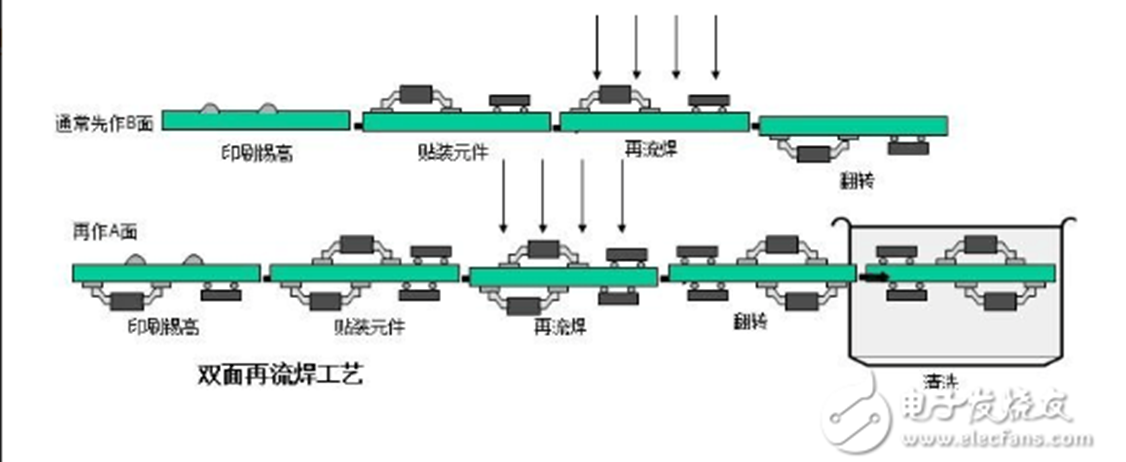 通常先作B面
印刷锡高
贴装元件
再流焊
翻转
再作A面
印刷锡高
贴装元件
再流焊
翻转
清洗
双面再流焊工艺
电子发烧友
www.elecfans.com